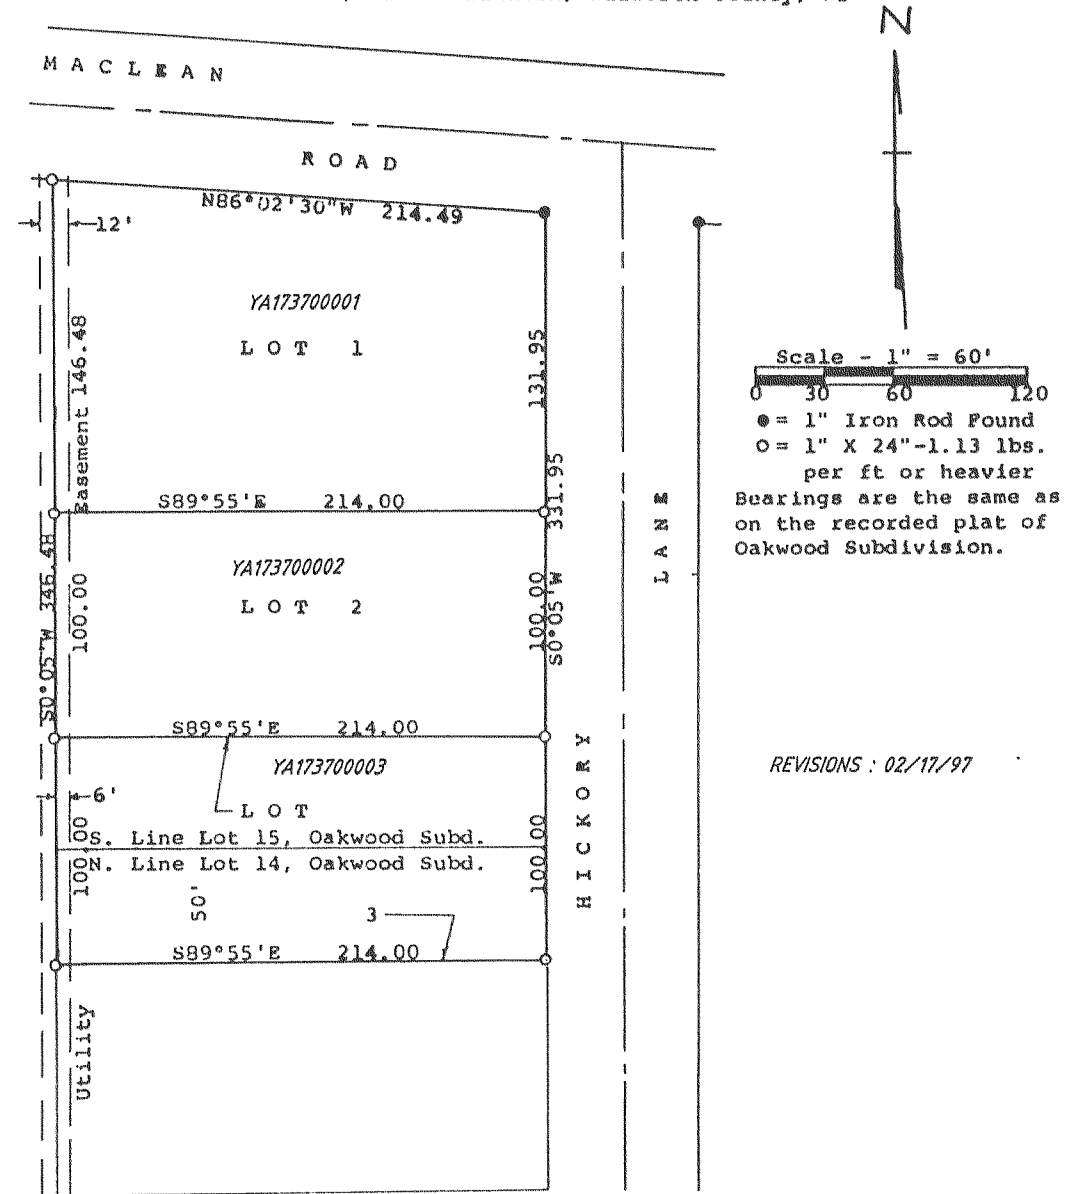 N
MACLEAN
ROAD
N86°02'30"W 214.49
12'
YA173700001
LOT 1
Easement 146.48
131.95
Scale - 1" = 60'
0 30 60 120
● = 1" Iron Rod Found
○ = 1" X 24"-1.13 lbs.
per ft or heavier
Bearings are the same as
on the recorded plat of
Oakwood Subdivision.
S89°55'E 214.00
S0°05'W 331.95
LANE
YA173700002
LOT 2
S0°05'W 346.48
100.00
100.00
S89°55'E 214.00
HICKORY
YA173700003
REVISIONS : 02/17/97
6'
LOT
100.00
100.00
S. Line Lot 15, Oakwood Subd.
N. Line Lot 14, Oakwood Subd.
50'
3
S89°55'E 214.00
Utility